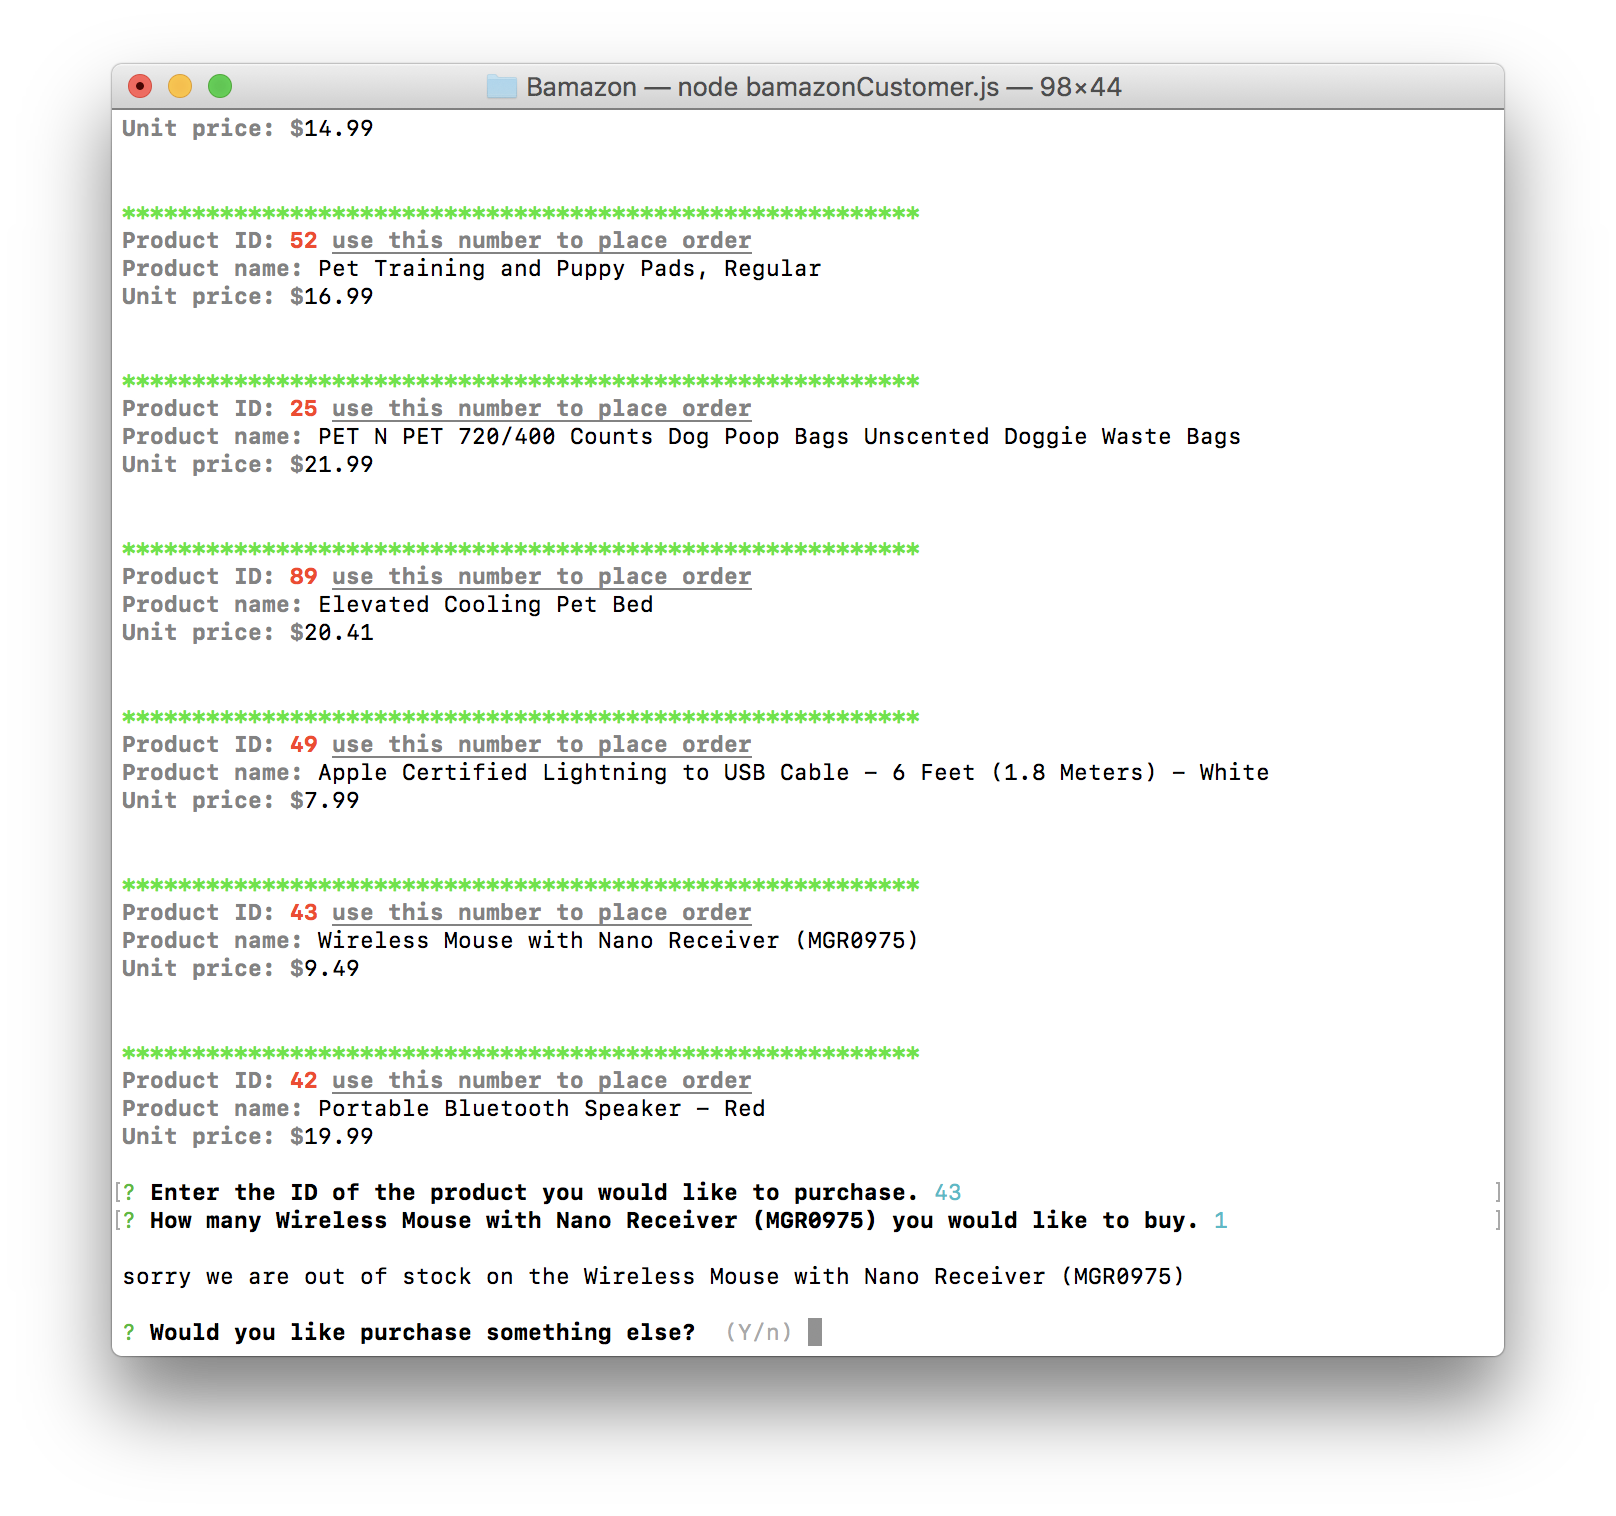 Bamazon — node bamazonCustomer.js — 98×44
Unit price: $14.99
*********************************************************
Product ID: 52 use this number to place order
Product name: Pet Training and Puppy Pads, Regular
Unit price: $16.99
*********************************************************
Product ID: 25 use this number to place order
Product name: PET N PET 720/400 Counts Dog Poop Bags Unscented Doggie Waste Bags
Unit price: $21.99
*********************************************************
Product ID: 89 use this number to place order
Product name: Elevated Cooling Pet Bed
Unit price: $20.41
*********************************************************
Product ID: 49 use this number to place order
Product name: Apple Certified Lightning to USB Cable - 6 Feet (1.8 Meters) - White
Unit price: $7.99
*********************************************************
Product ID: 43 use this number to place order
Product name: Wireless Mouse with Nano Receiver (MGR0975)
Unit price: $9.49
*********************************************************
Product ID: 42 use this number to place order
Product name: Portable Bluetooth Speaker - Red
Unit price: $19.99
[? Enter the ID of the product you would like to purchase. 43 ]
[? How many Wireless Mouse with Nano Receiver (MGR0975) you would like to buy. 1 ]
sorry we are out of stock on the Wireless Mouse with Nano Receiver (MGR0975)
? Would you like purchase something else? (Y/n)